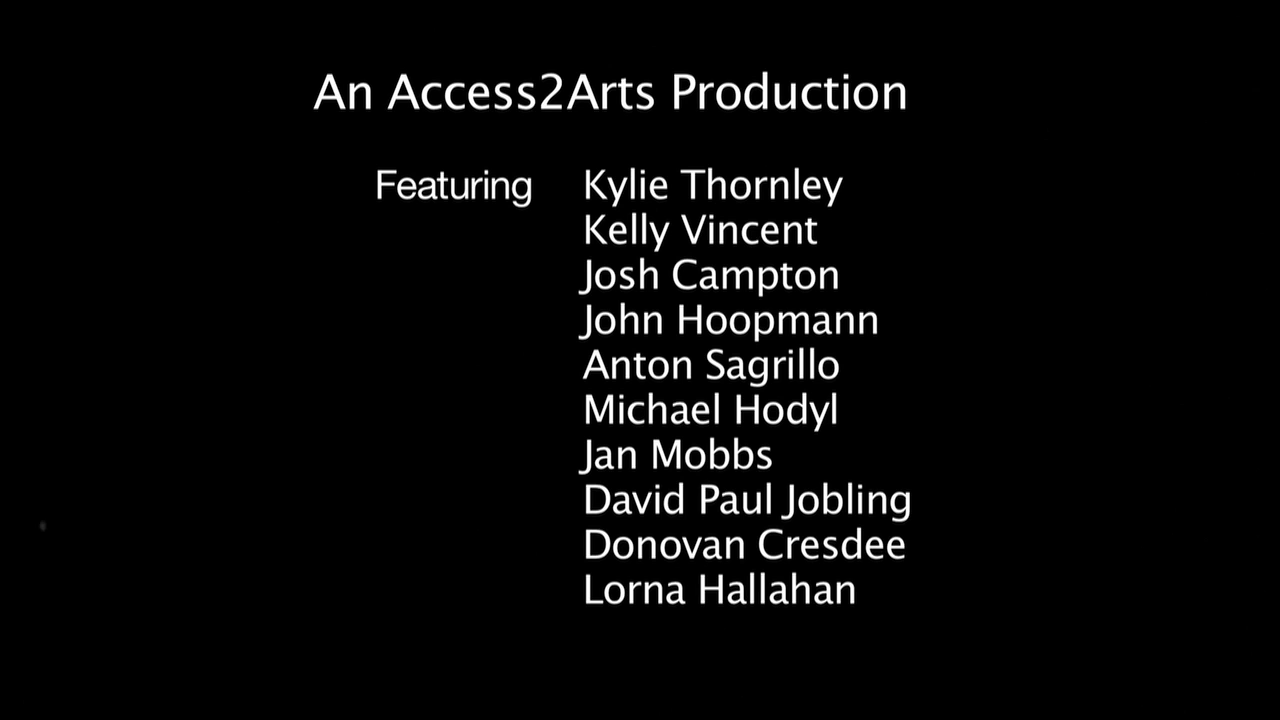 An Access2Arts Production
Featuring Kylie Thornley
Kelly Vincent
Josh Campton
John Hoopmann
Anton Sagrillo
Michael Hodyl
Jan Mobbs
David Paul Jobling
Donovan Cresdee
Lorna Hallahan